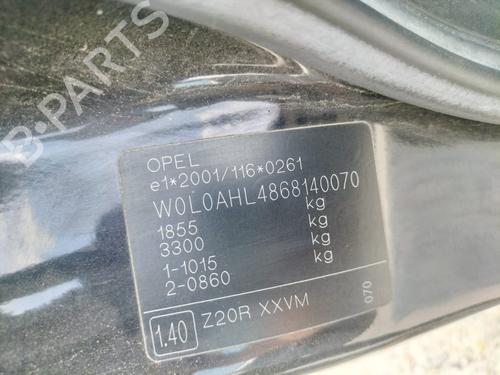 B-PARTS
OPEL
e1*2001/116*0261
W0L0AHL4868140070
1855 kg
3300 kg
1-1015 kg
2-0860 kg
1.40 Z20R XXVM 070